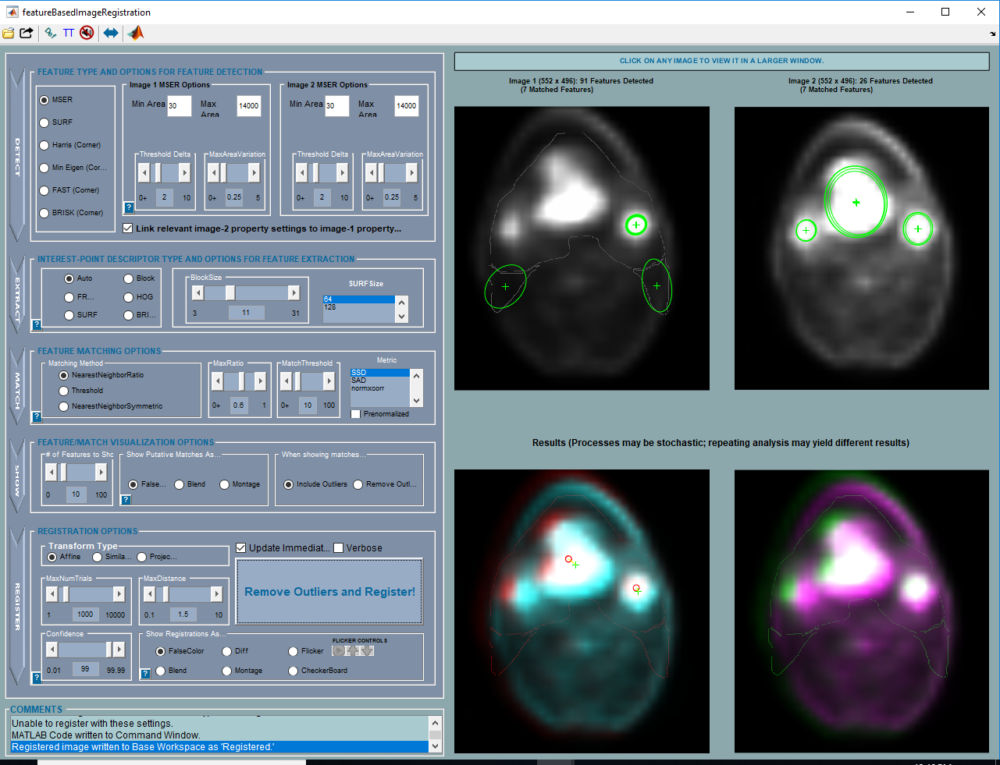 featureBasedImageRegistration
TT
CLICK ON ANY IMAGE TO VIEW IT IN A LARGER WINDOW.
FEATURE TYPE AND OPTIONS FOR FEATURE DETECTION
DETECT
MSER
SURF
Harris (Corner)
Min Eigen (Cor...
FAST (Corner)
BRISK (Corner)
Image 1 MSER Options
Min Area 30 Max Area 14000
Threshold Delta MaxAreaVariation
0+ 2 10 0.25 5
?
Image 2 MSER Options
Min Area 30 Max Area 14000
Threshold Delta MaxAreaVariation
0+ 2 10 0.25 5
Link relevant image-2 property settings to image-1 property...
INTEREST-POINT DESCRIPTOR TYPE AND OPTIONS FOR FEATURE EXTRACTION
EXTRACT
Auto Block
FR... HOG
SURF BRI...
?
BlockSize
3 11 31
SURFSize
64
128
FEATURE MATCHING OPTIONS
MATCH
Matching Method
NearestNeighborRatio
Threshold
NearestNeighborSymmetric
?
MaxRatio
0+ 0.6 1
MatchThreshold
0+ 10 100
Metric
SSD
SAD
normxcorr
Prenormalized
FEATURE/MATCH VISUALIZATION OPTIONS
SHOW
# of Features to Sho
0 10 100
Show Putative Matches As...
False... Blend Montage
?
When showing matches...
Include Outliers Remove Outl...
REGISTRATION OPTIONS
REGISTER
Transform Type
Affine Simila... Projec...
Update Immediat... Verbose
MaxNumTrials
1 1000 10000
MaxDistance
0.1 1.5 10
Remove Outliers and Register!
Confidence
0.01 99 99.99
?
Show Registrations As...
FalseColor Diff Flicker
Blend Montage CheckerBoard
FLICKER CONTROLS
?
COMMENTS
Unable to register with these settings.
MATLAB Code written to Command Window.
Registered image written to Base Workspace as 'Registered.'
Image 1 (552 x 496): 91 Features Detected
(7 Matched Features)
Image 2 (552 x 496): 26 Features Detected
(7 Matched Features)
Results (Processes may be stochastic; repeating analysis may yield different results)